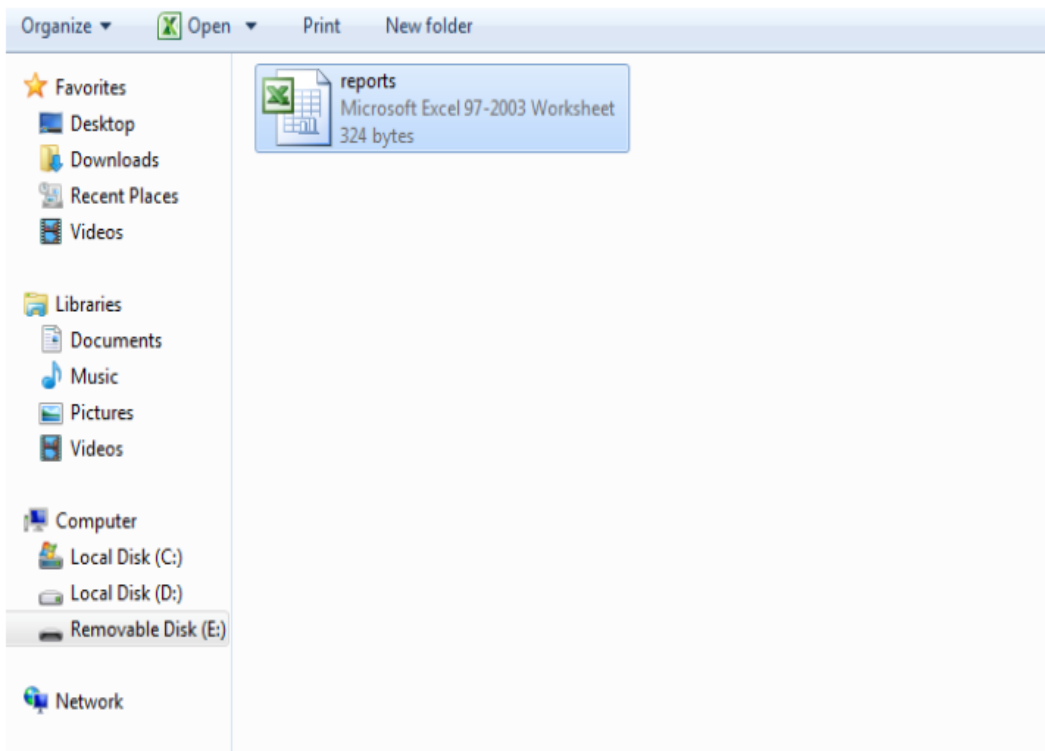 Organize
Open
Print
New folder
Favorites
Desktop
Downloads
Recent Places
Videos
Libraries
Documents
Music
Pictures
Videos
Computer
Local Disk (C:)
Local Disk (D:)
Removable Disk (E:)
Network
reports
Microsoft Excel 97-2003 Worksheet
324 bytes